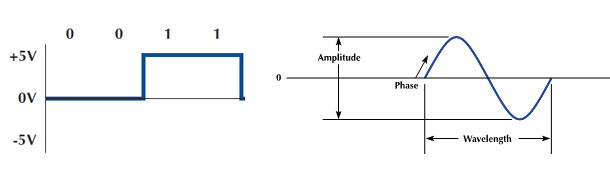 0 0 1 1
+5V
0V
-5V
Amplitude
0
Phase
Wavelength